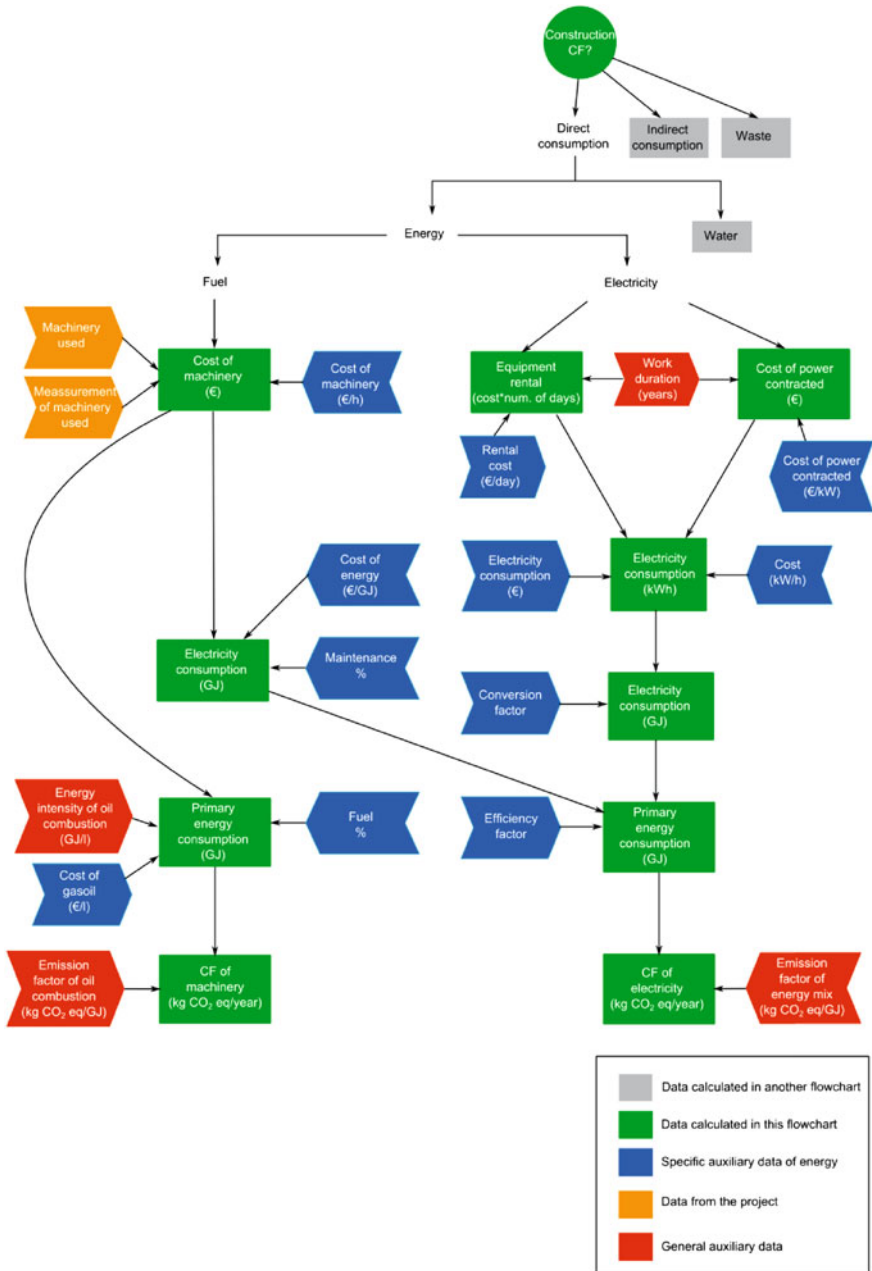 Construction
CF?
Direct
consumption
Indirect
consumption
Waste
Energy
Water
Fuel
Electricity
Machinery
used
Meassurement
of machinery
used
Cost of
machinery
(€)
Cost of
machinery
(€/h)
Equipment
rental
(cost*num. of days)
Work
duration
(years)
Cost of power
contracted
(€)
Rental
cost
(€/day)
Cost of power
contracted
(€/kW)
Cost of
energy
(€/GJ)
Electricity
consumption
(€)
Electricity
consumption
(kWh)
Cost
(kW/h)
Electricity
consumption
(GJ)
Maintenance
%
Conversion
factor
Electricity
consumption
(GJ)
Energy
intensity of oil
combustion
(GJ/l)
Cost of
gasoil
(€/l)
Primary
energy
consumption
(GJ)
Fuel
%
Efficiency
factor
Primary
energy
consumption
(GJ)
Emission
factor of oil
combustion
(kg CO₂ eq/GJ)
CF of
machinery
(kg CO₂ eq/year)
CF of
electricity
(kg CO₂ eq/year)
Emission
factor of
energy mix
(kg CO₂ eq/GJ)
Data calculated in another flowchart
Data calculated in this flowchart
Specific auxiliary data of energy
Data from the project
General auxiliary data